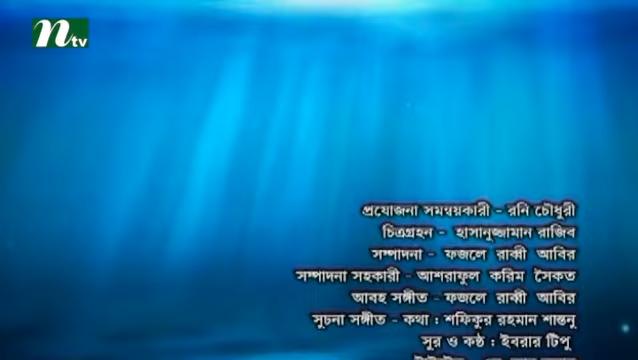 ntv
প্রযোজনা সমন্বয়কারী - রনি চৌধুরী
চিত্রগ্রহন - হাসানুজ্জামান রাজিব
সম্পাদনা - ফজলে রাব্বী আবির
সম্পাদনা সহকারী - আশরাফুল করিম সৈকত
আবহ সঙ্গীত - ফজলে রাব্বী আবির
সুচনা সঙ্গীত - কথা : শফিকুর রহমান শান্তনু
সুর ও কন্ঠ : ইবরার টিপু